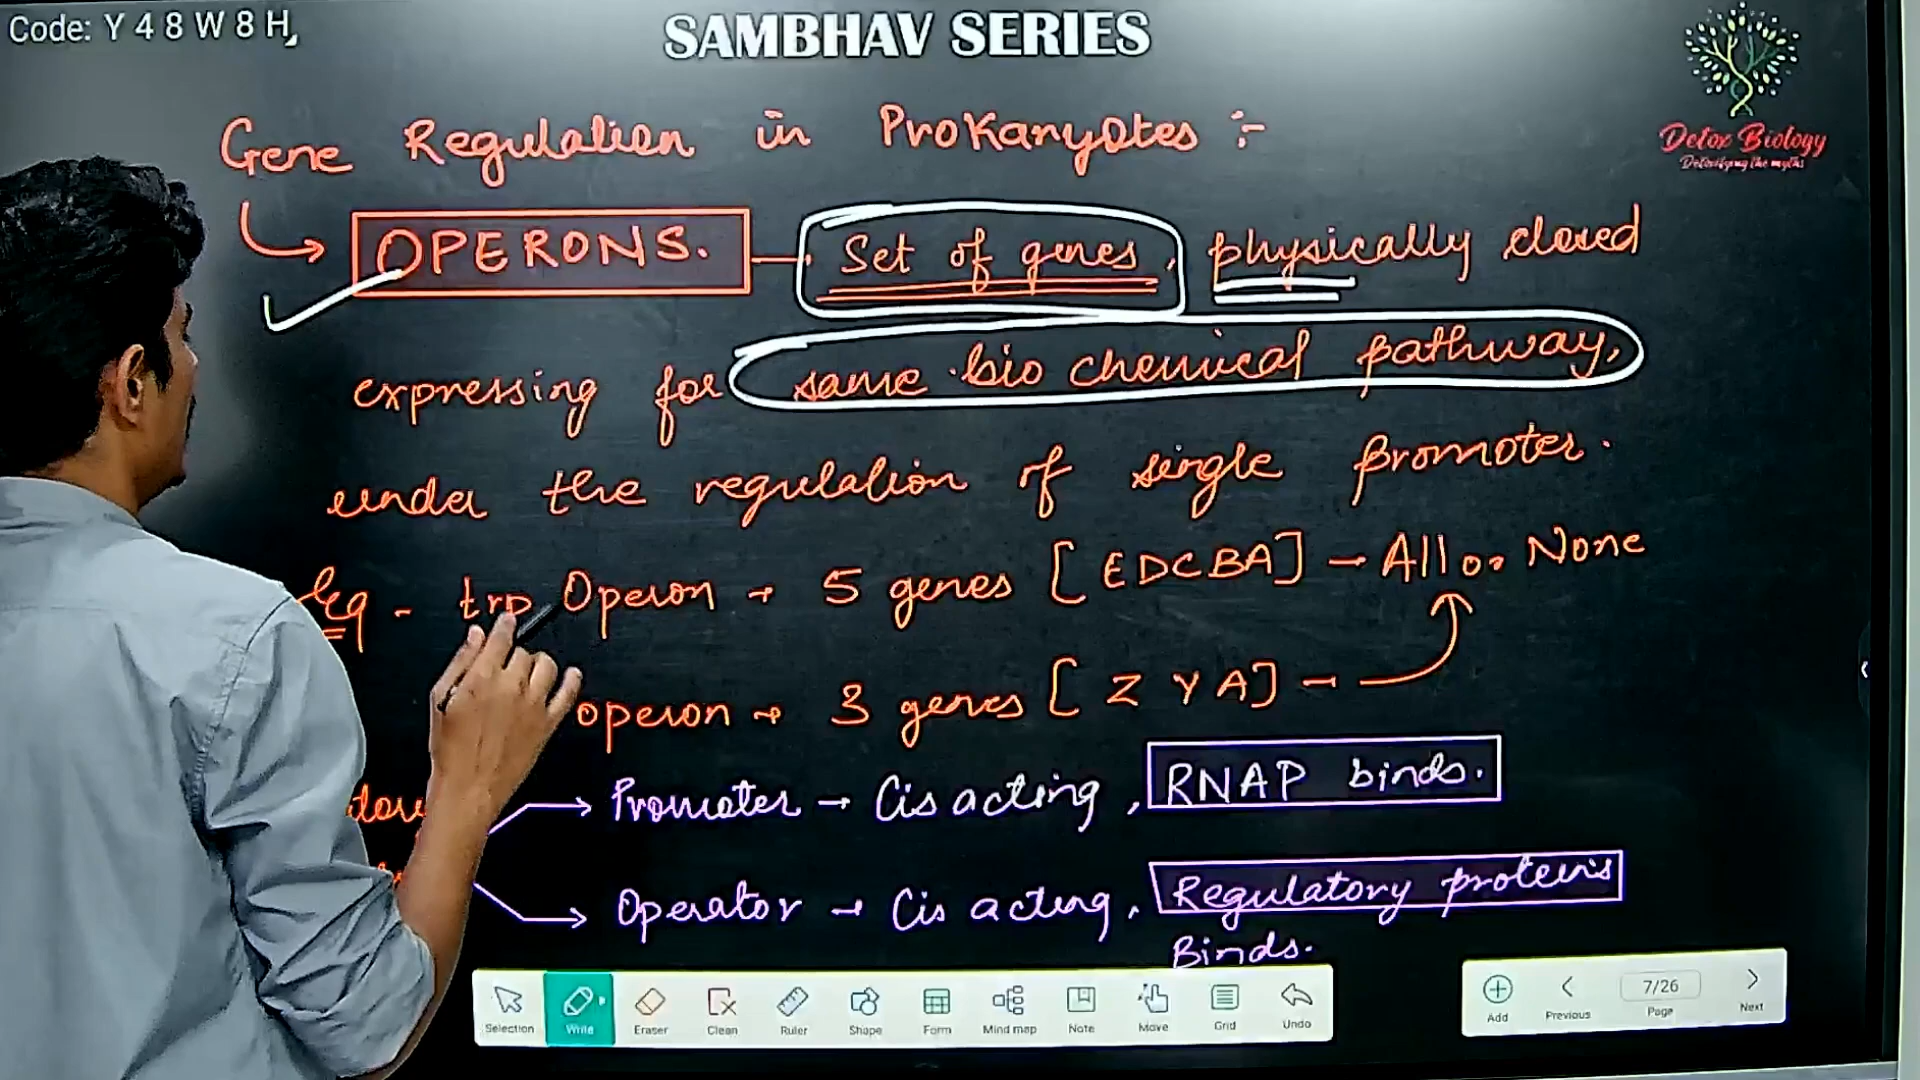 Code: Y 4 8 W 8 H
SAMBHAV SERIES
Detox Biology
Detoxifying the myths
Gene Regulation in ProKaryotes :-
OPERONS. - Set of genes, physically closed
expressing for same bio chemical pathway,
under the regulation of single promoter.
Eg - trp Operon → 5 genes [EDCBA] - All or None
operon → 3 genes [Z Y A] -
Promoter → Cis acting, RNAP binds.
Operator → Cis acting, Regulatory proteins
Binds.
Selection Write Eraser Clean Ruler Shape Form Mind map Note Move Grid Undo
Add Previous 7/26 Page Next